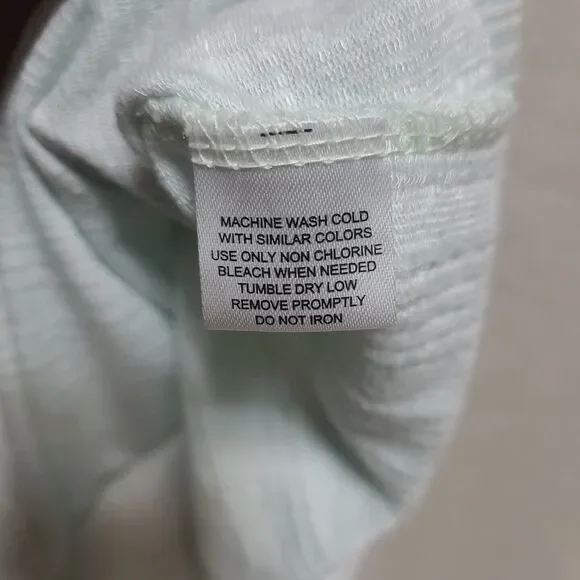 MACHINE WASH COLD
WITH SIMILAR COLORS
USE ONLY NON CHLORINE
BLEACH WHEN NEEDED
TUMBLE DRY LOW
REMOVE PROMPTLY
DO NOT IRON